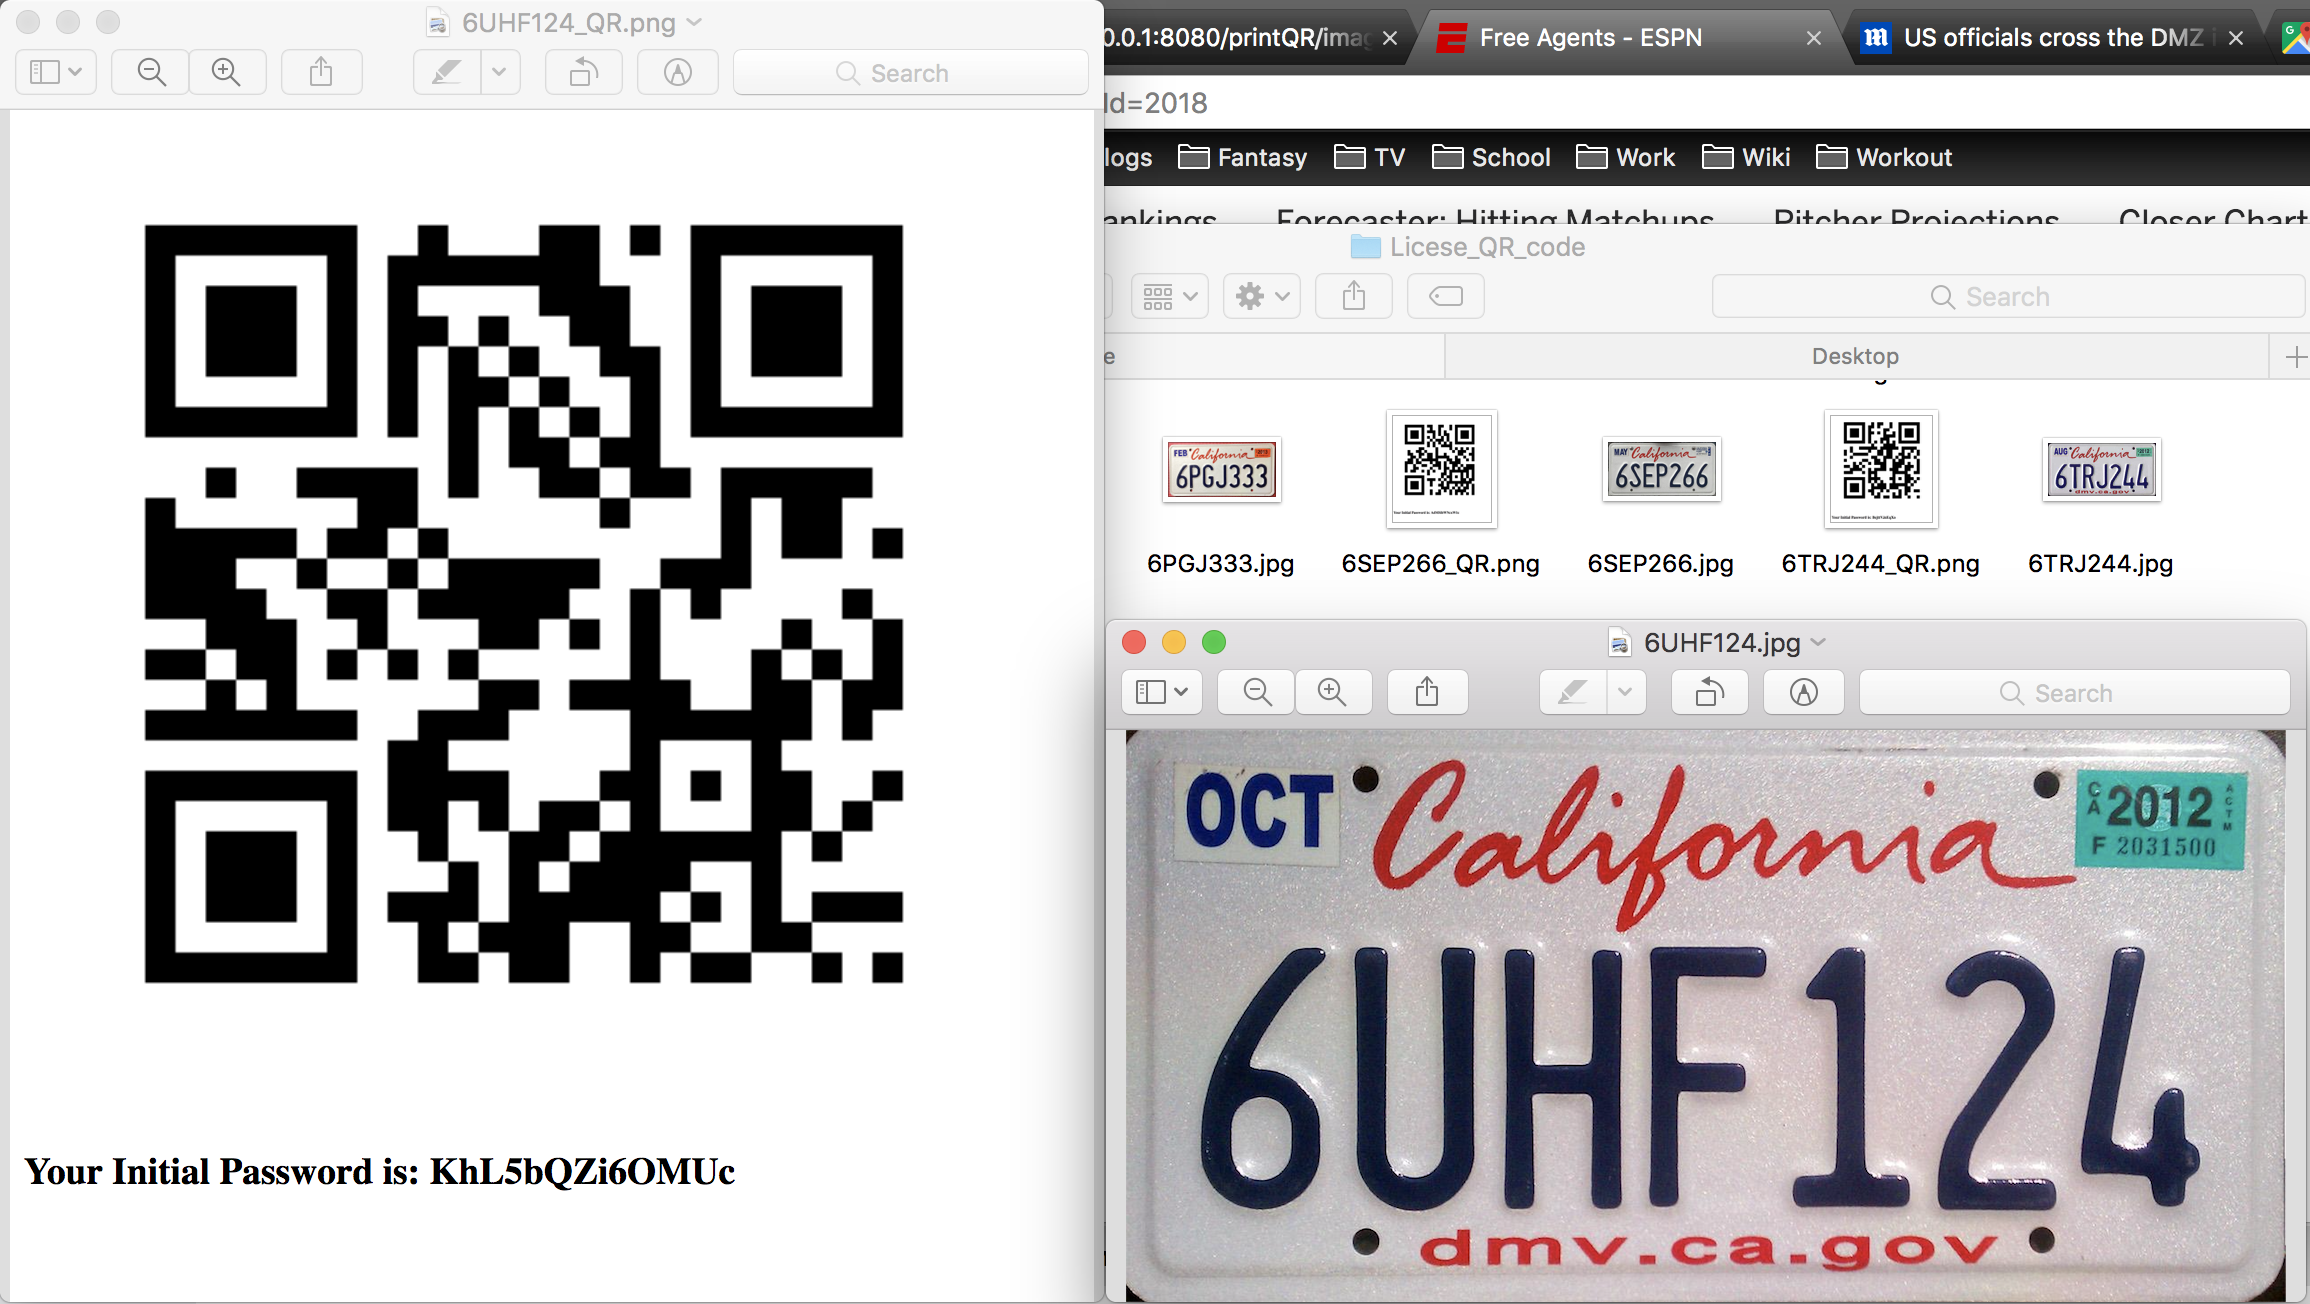 6UHF124_QR.png
Search
Your Initial Password is: KhL5bQZi6OMUc
0.0.1:8080/printQR/imag
Free Agents - ESPN
US officials cross the DMZ i
Id=2018
logs
Fantasy
TV
School
Work
Wiki
Workout
ankings
Forecaster: Hitting Matchups
Pitcher Projections
Closer Chart
Licese_QR_code
Search
e
Desktop
FEB California
6PGJ333
MAY California
6SEP266
AUG California
6TRJ244
dmv.ca.gov
6PGJ333.jpg
6SEP266_QR.png
6SEP266.jpg
6TRJ244_QR.png
6TRJ244.jpg
6UHF124.jpg
Search
OCT
California
CA 2012 ACTM
F 2031500
6UHF124
dmv.ca.gov